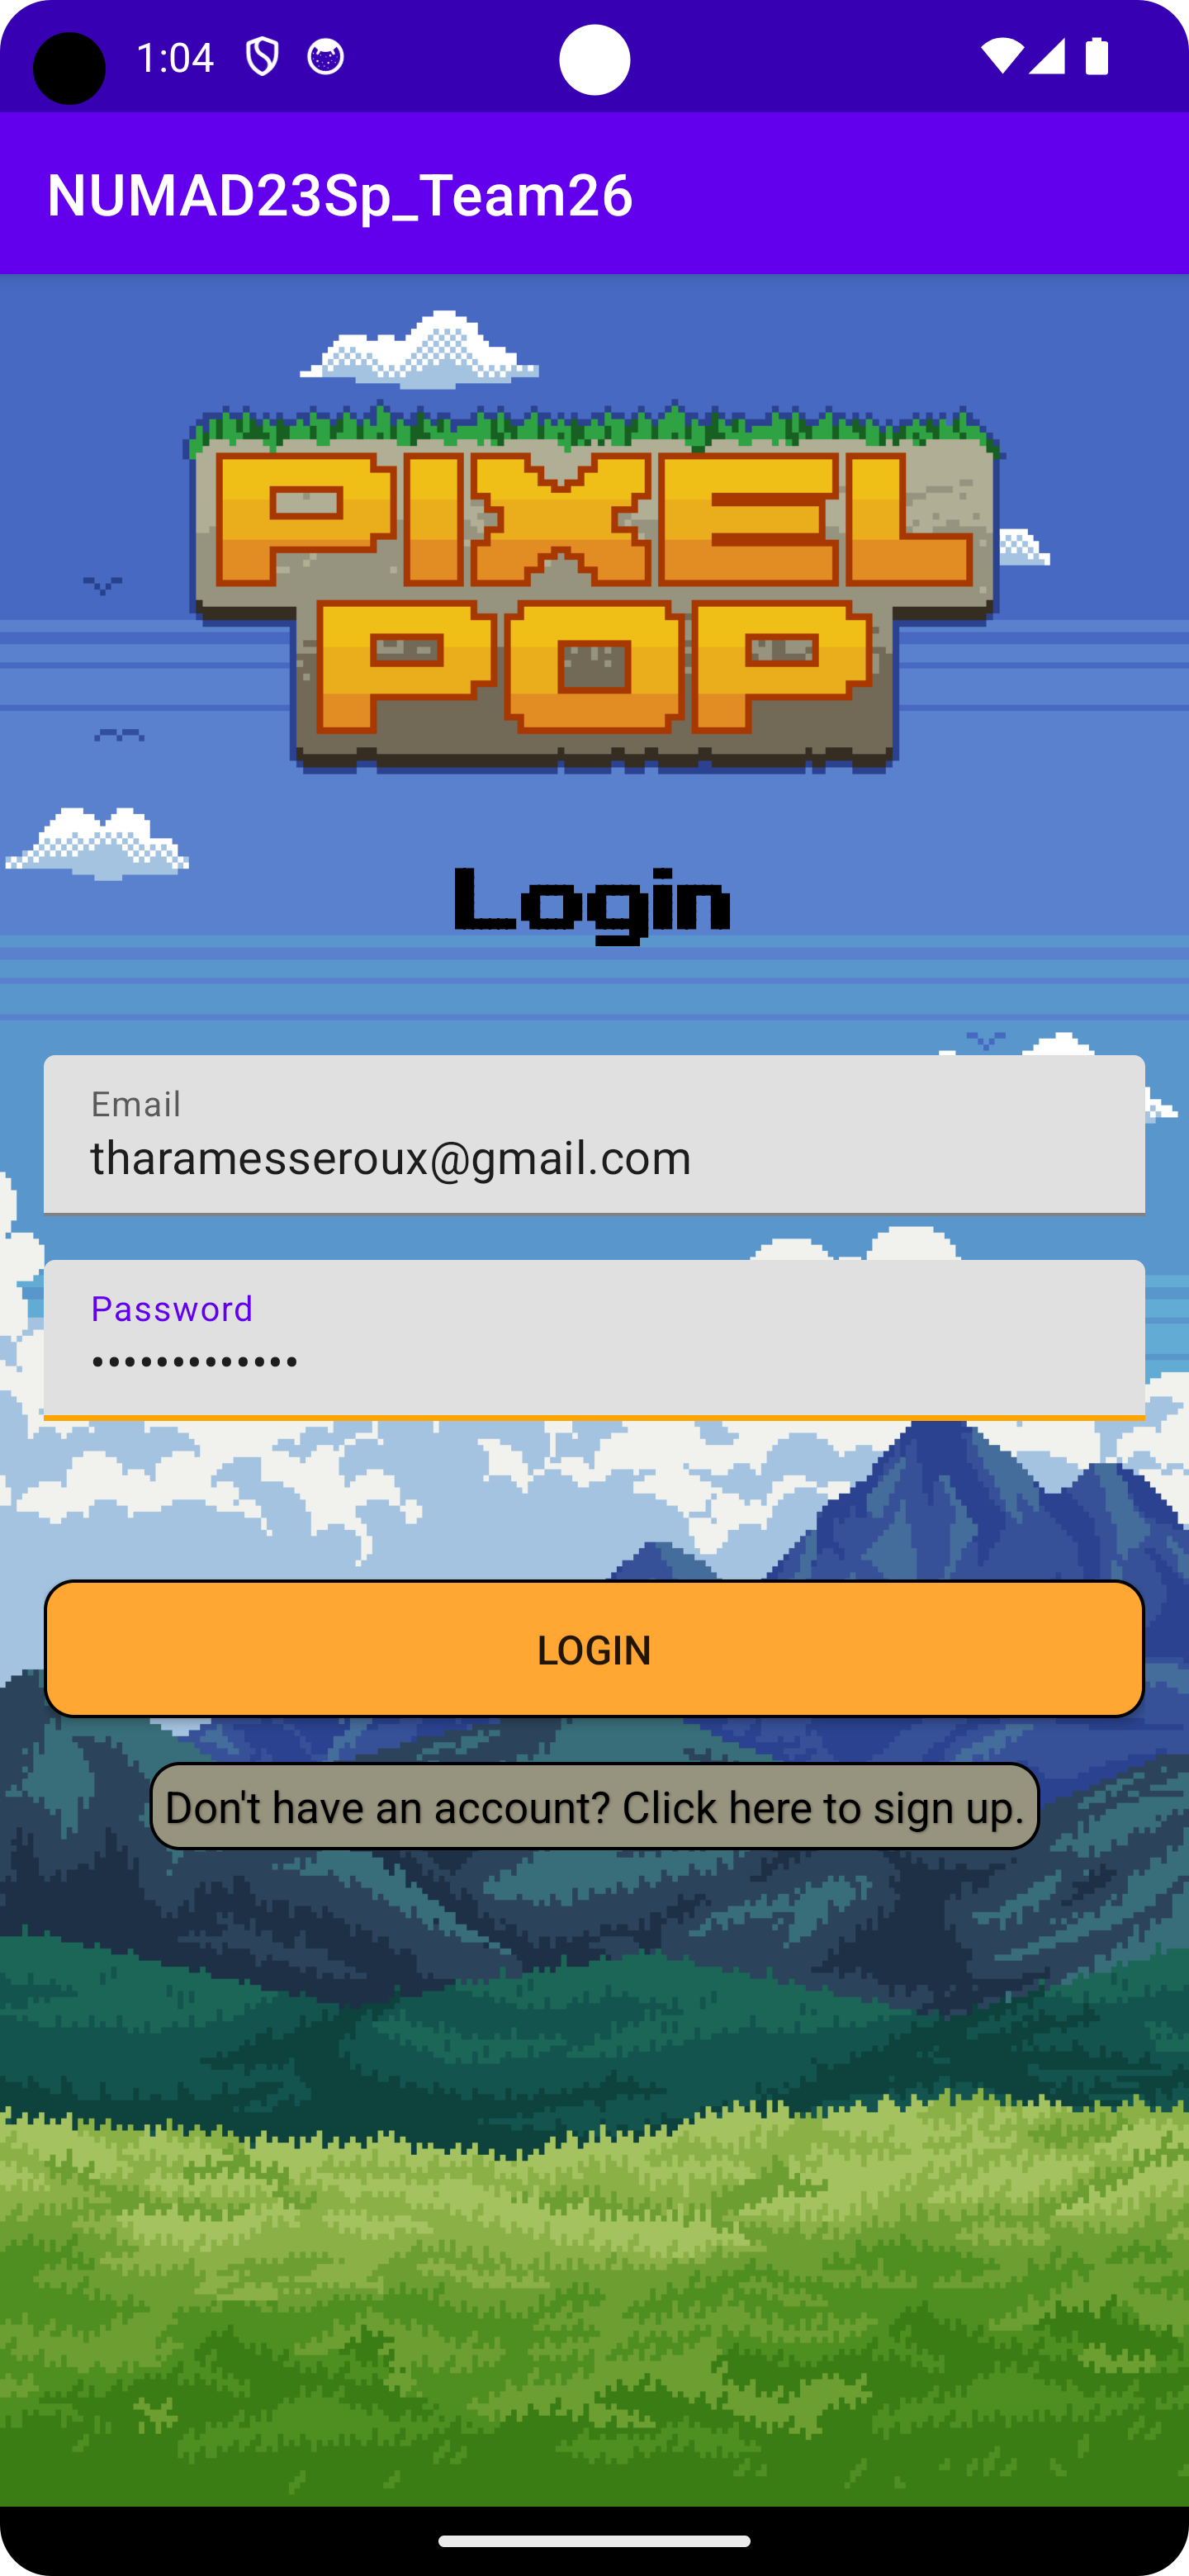 1:04
NUMAD23Sp_Team26
PIXEL
POP
Login
Email
tharamesseroux@gmail.com
Password
•••••••••••••
LOGIN
Don't have an account? Click here to sign up.